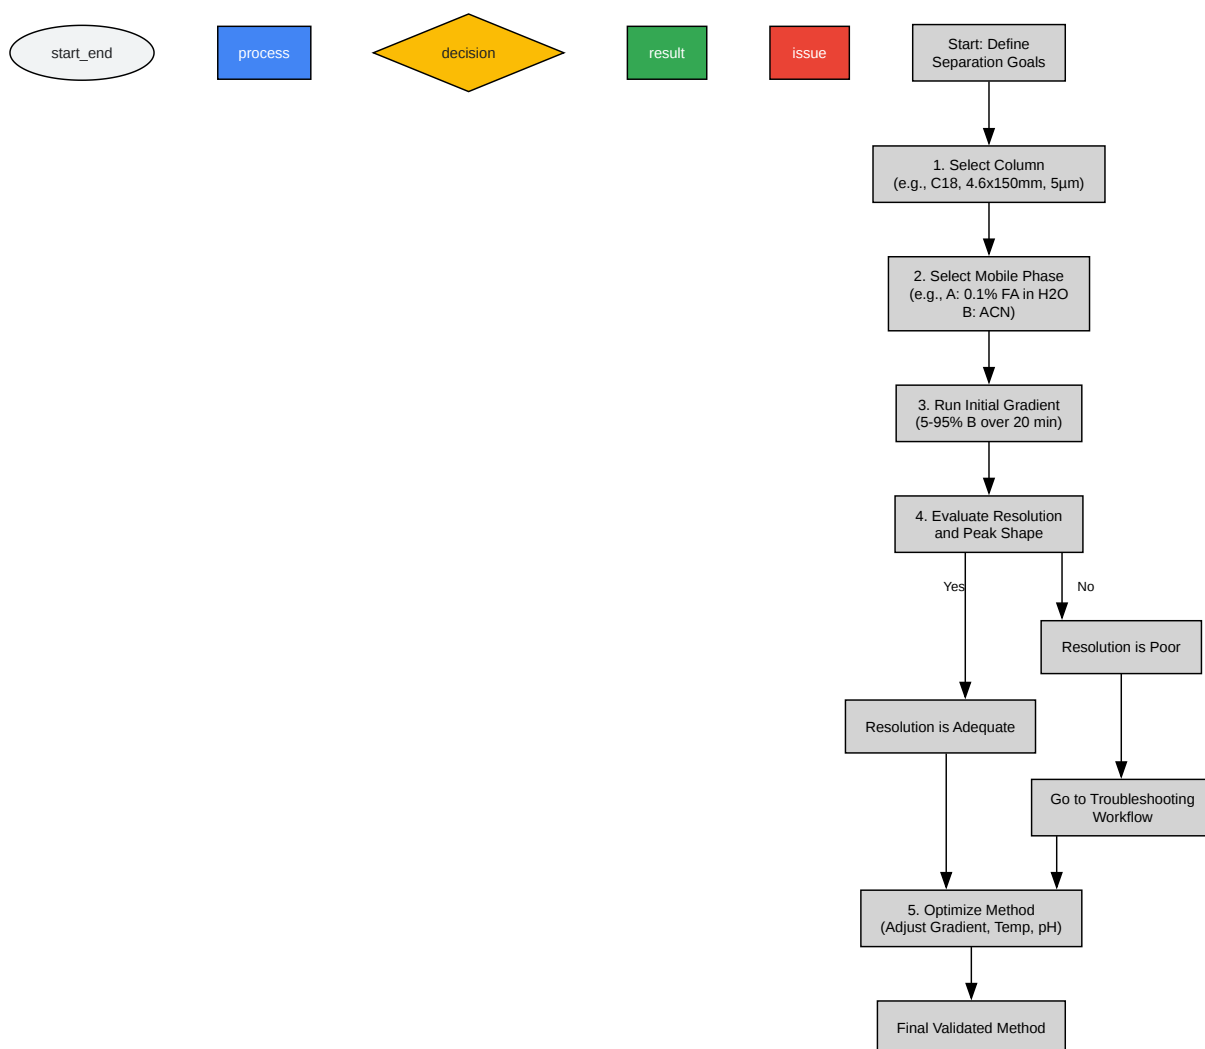 start_end
process
decision
result
issue
Start: Define
Separation Goals
1. Select Column
(e.g., C18, 4.6x150mm, 5µm)
2. Select Mobile Phase
(e.g., A: 0.1% FA in H2O
B: ACN)
3. Run Initial Gradient
(5-95% B over 20 min)
4. Evaluate Resolution
and Peak Shape
Yes
No
Resolution is Poor
Resolution is Adequate
Go to Troubleshooting
Workflow
5. Optimize Method
(Adjust Gradient, Temp, pH)
Final Validated Method